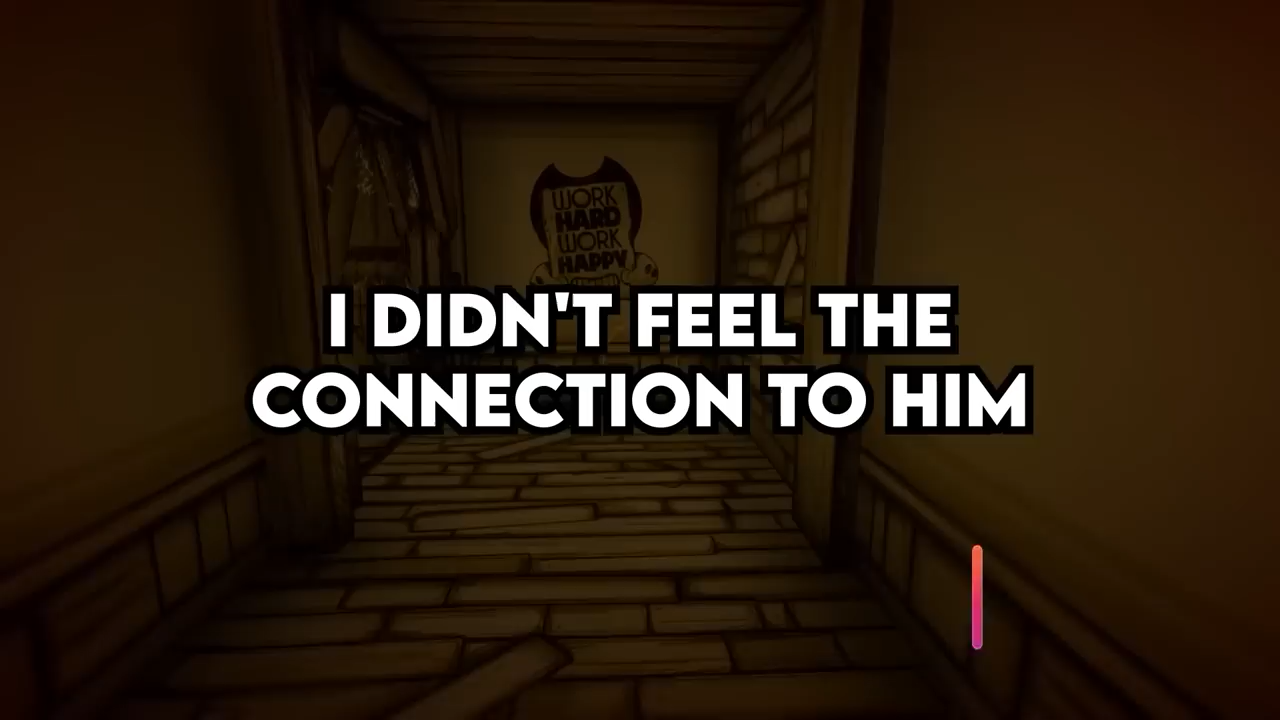 WORK
HARD
WORK
HAPPY
I DIDN'T FEEL THE
CONNECTION TO HIM